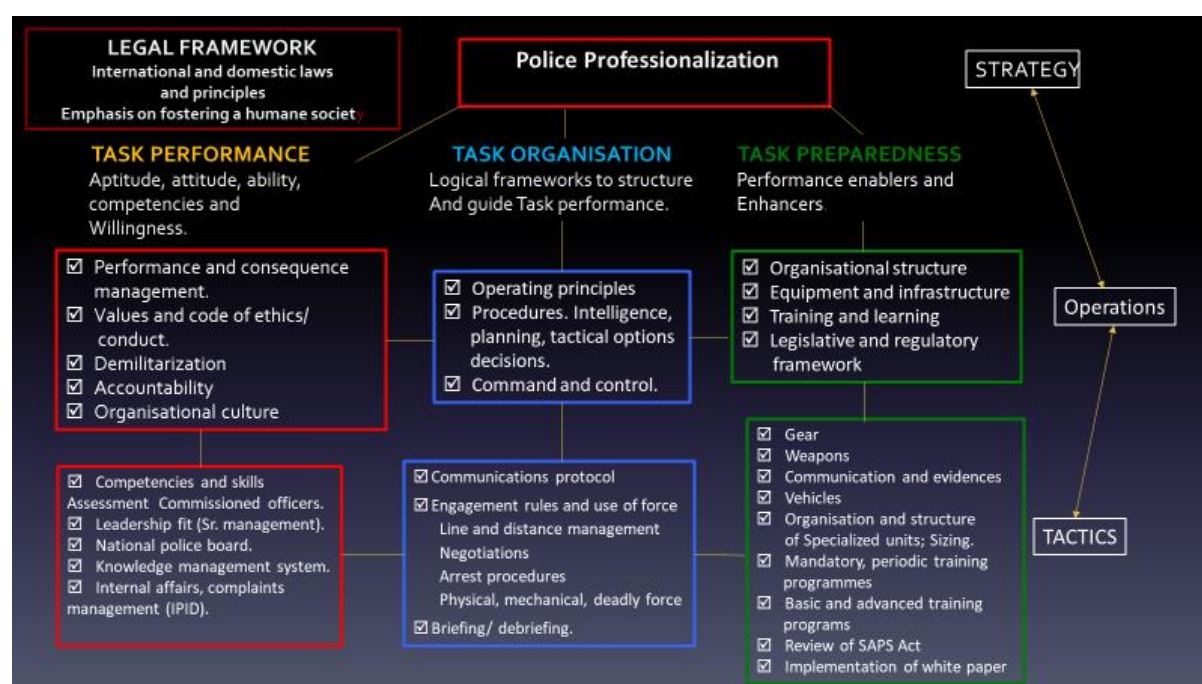 LEGAL FRAMEWORK
International and domestic laws
and principles
Emphasis on fostering a humane society
Police Professionalization
STRATEGY
TASK PERFORMANCE
Aptitude, attitude, ability,
competencies and
Willingness.
TASK ORGANISATION
Logical frameworks to structure
And guide Task performance.
TASK PREPAREDNESS
Performance enablers and
Enhancers
☑ Performance and consequence
management.
☑ Values and code of ethics/
conduct.
☑ Demilitarization
☑ Accountability
☑ Organisational culture
☑ Operating principles
☑ Procedures. Intelligence,
planning, tactical options
decisions.
☑ Command and control.
☑ Organisational structure
☑ Equipment and infrastructure
☑ Training and learning
☑ Legislative and regulatory
framework
Operations
☑ Competencies and skills
Assessment Commissioned officers.
☑ Leadership fit (Sr. management).
☑ National police board.
☑ Knowledge management system.
☑ Internal affairs, complaints
management (IPID).
☑ Communications protocol
☑ Engagement rules and use of force
Line and distance management
Negotiations
Arrest procedures
Physical, mechanical, deadly force
☑ Briefing/ debriefing.
☑ Gear
☑ Weapons
☑ Communication and evidences
☑ Vehicles
☑ Organisation and structure
of Specialized units; Sizing.
☑ Mandatory, periodic training
programmes
☑ Basic and advanced training
programs
☑ Review of SAPS Act
☑ Implementation of white paper
TACTICS